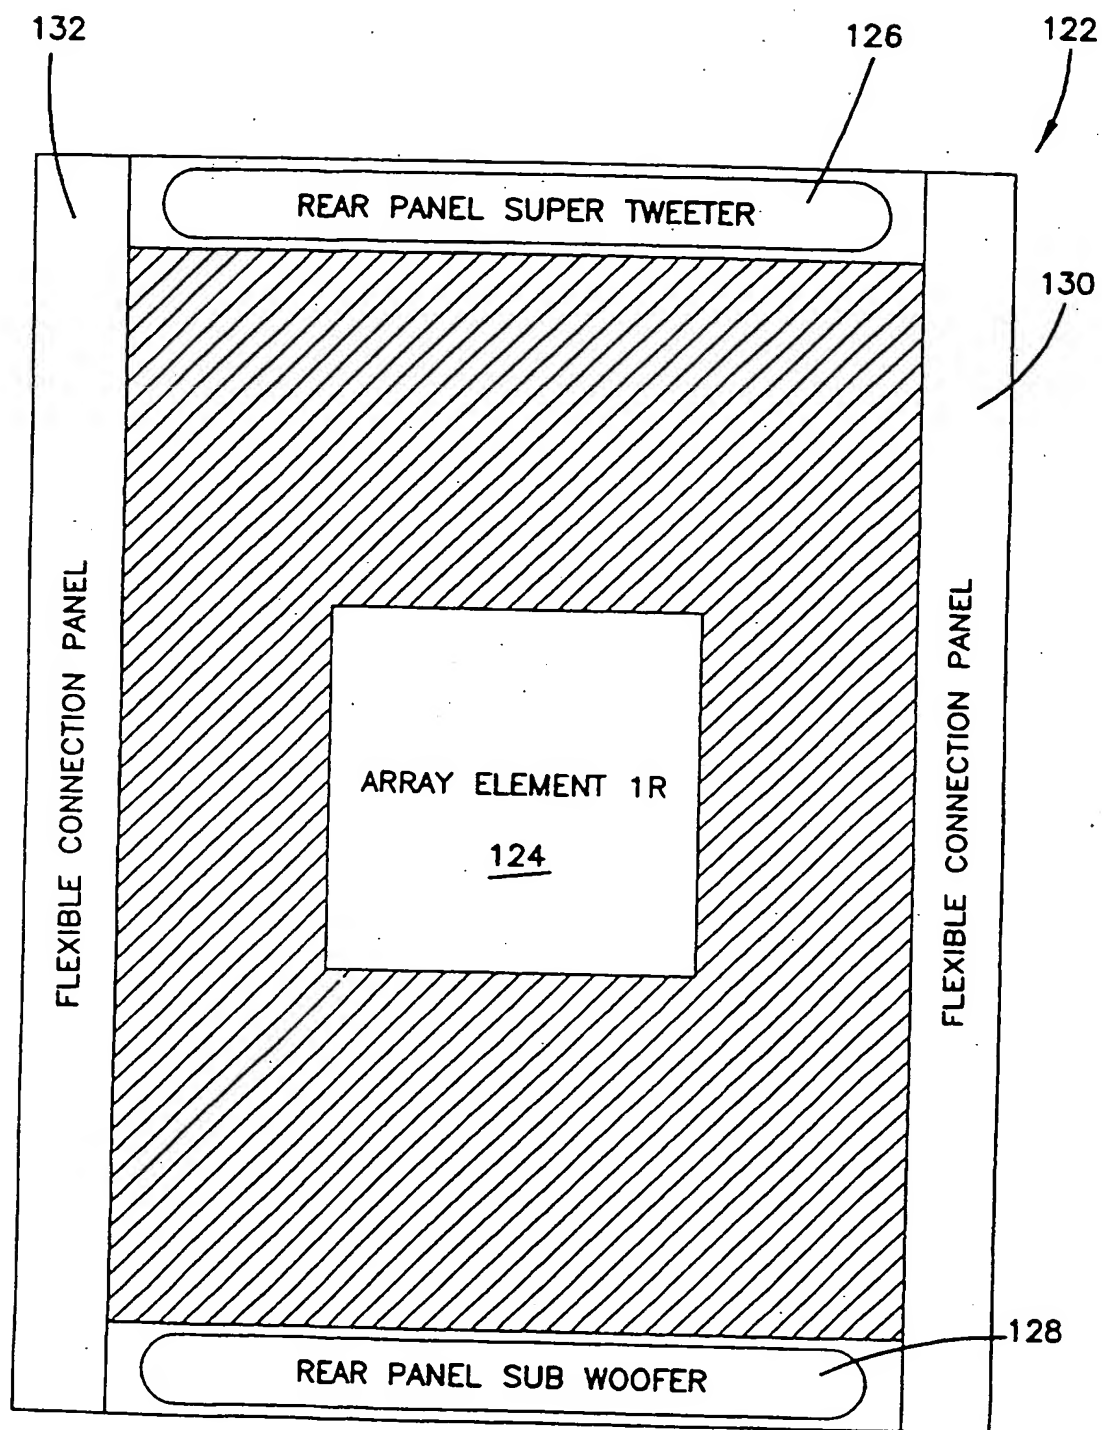 132
126
122
REAR PANEL SUPER TWEETER
130
FLEXIBLE CONNECTION PANEL
FLEXIBLE CONNECTION PANEL
ARRAY ELEMENT 1R
124
128
REAR PANEL SUB WOOFER